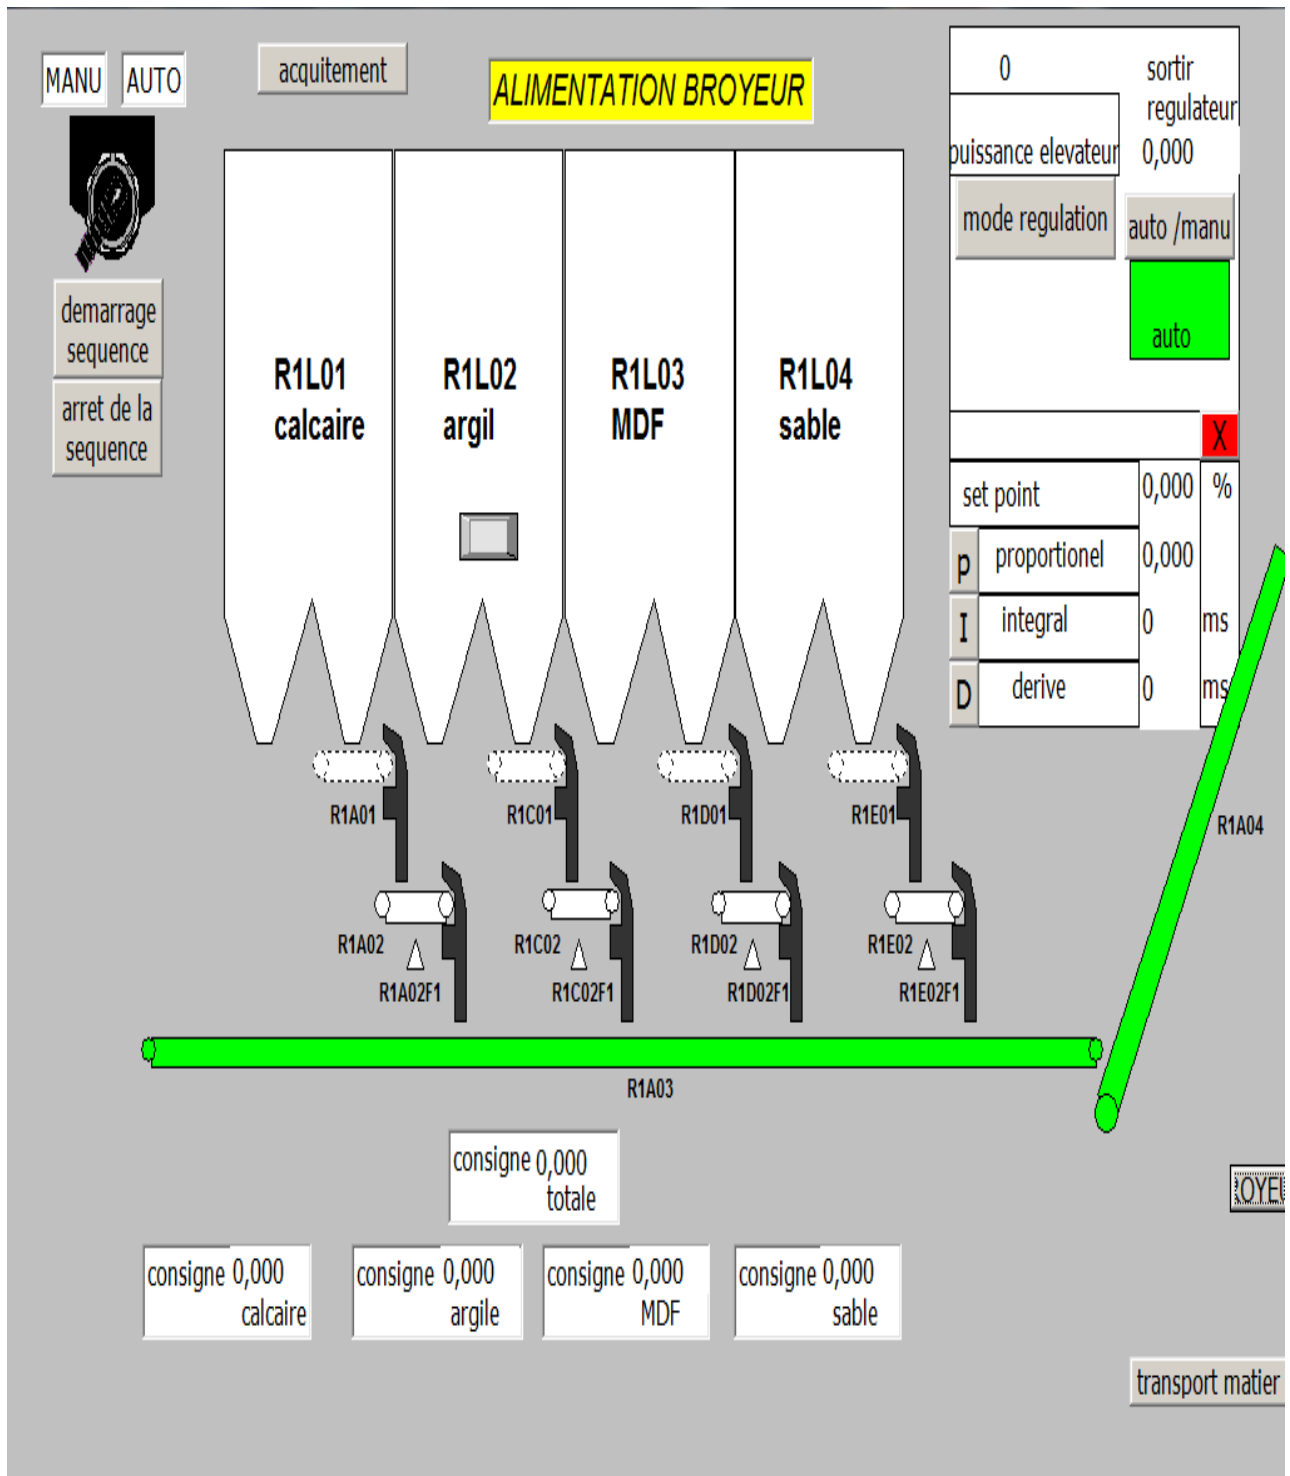 MANU AUTO
acquitement
ALIMENTATION BROYEUR
0
sortir
regulateur
puissance elevateur
0,000
mode regulation
auto /manu
auto
demarrage
sequence
arret de la
sequence
R1L01
calcaire
R1L02
argil
R1L03
MDF
R1L04
sable
X
set point 0,000 %
p proportionel 0,000
I integral 0 ms
D derive 0 ms
R1A01 R1C01 R1D01 R1E01
R1A04
R1A02 R1C02 R1D02 R1E02
R1A02F1 R1C02F1 R1D02F1 R1E02F1
R1A03
consigne 0,000
totale
consigne 0,000
calcaire
consigne 0,000
argile
consigne 0,000
MDF
consigne 0,000
sable
transport matier